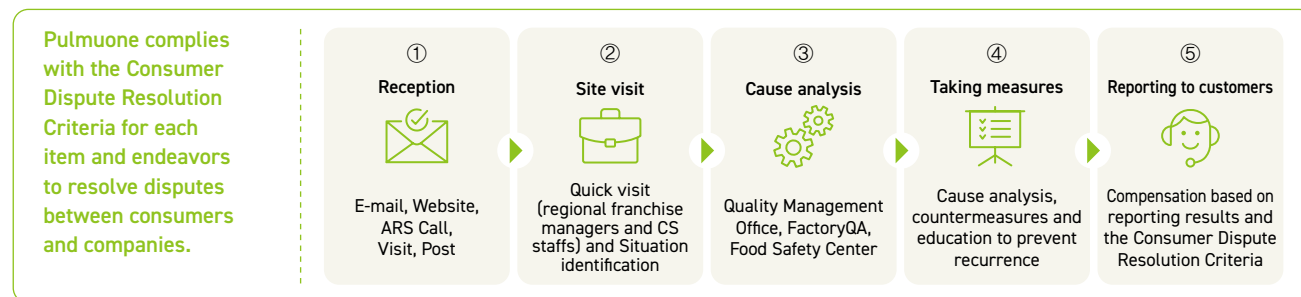 Pulmuone complies
with the Consumer
Dispute Resolution
Criteria for each
item and endeavors
to resolve disputes
between consumers
and companies.
①
Reception
E-mail, Website,
ARS Call,
Visit, Post
②
Site visit
Quick visit
(regional franchise
managers and CS
staffs) and Situation
identification
③
Cause analysis
Quality Management
Office, FactoryQA,
Food Safety Center
④
Taking measures
Cause analysis,
countermeasures and
education to prevent
recurrence
⑤
Reporting to customers
Compensation based on
reporting results and
the Consumer Dispute
Resolution Criteria